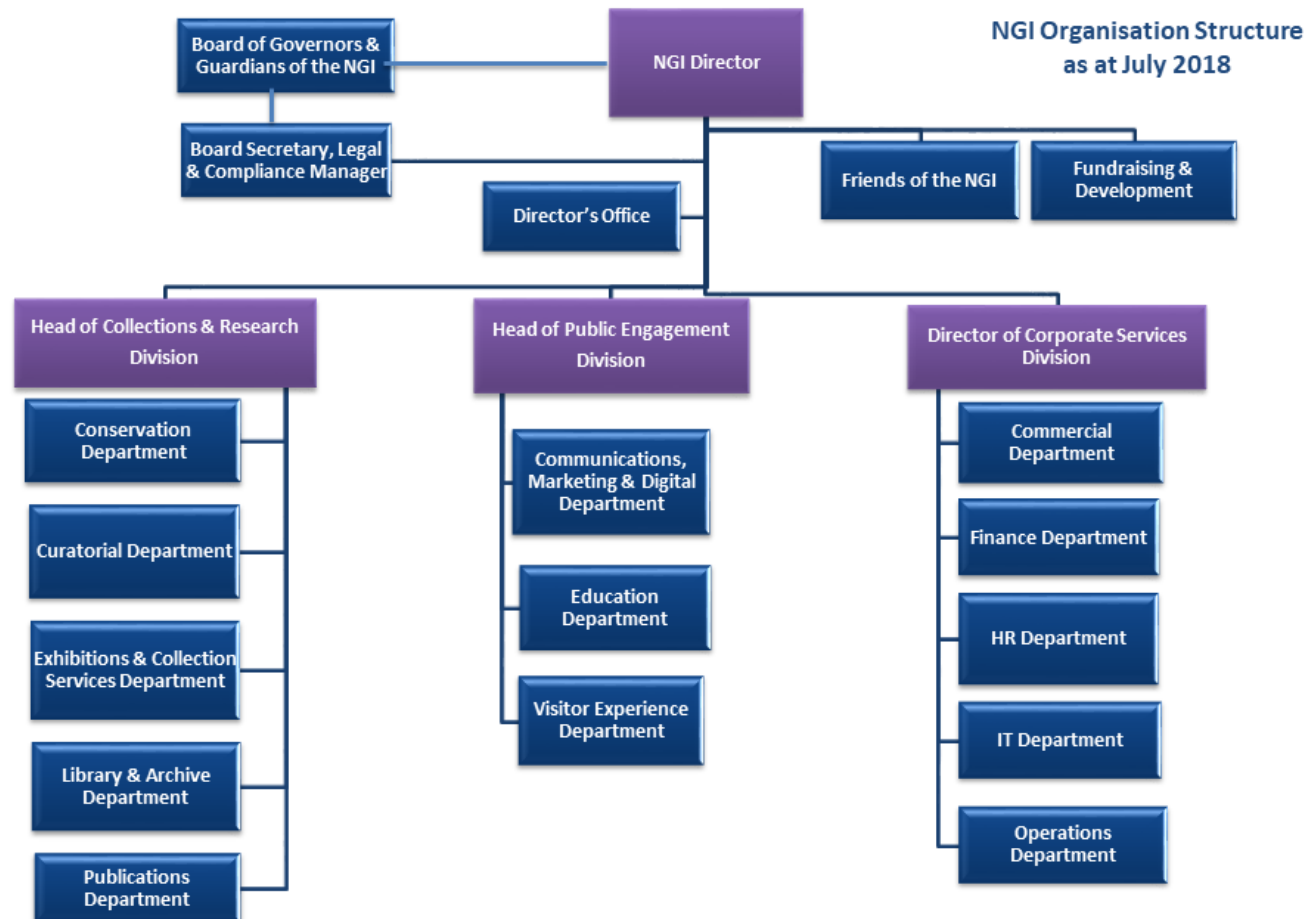 NGI Organisation Structure
as at July 2018
Board of Governors &
Guardians of the NGI
NGI Director
Board Secretary, Legal
& Compliance Manager
Friends of the NGI
Fundraising &
Development
Director's Office
Head of Collections & Research
Division
Head of Public Engagement
Division
Director of Corporate Services
Division
Conservation
Department
Curatorial Department
Exhibitions & Collection
Services Department
Library & Archive
Department
Publications
Department
Communications,
Marketing & Digital
Department
Education
Department
Visitor Experience
Department
Commercial
Department
Finance Department
HR Department
IT Department
Operations
Department